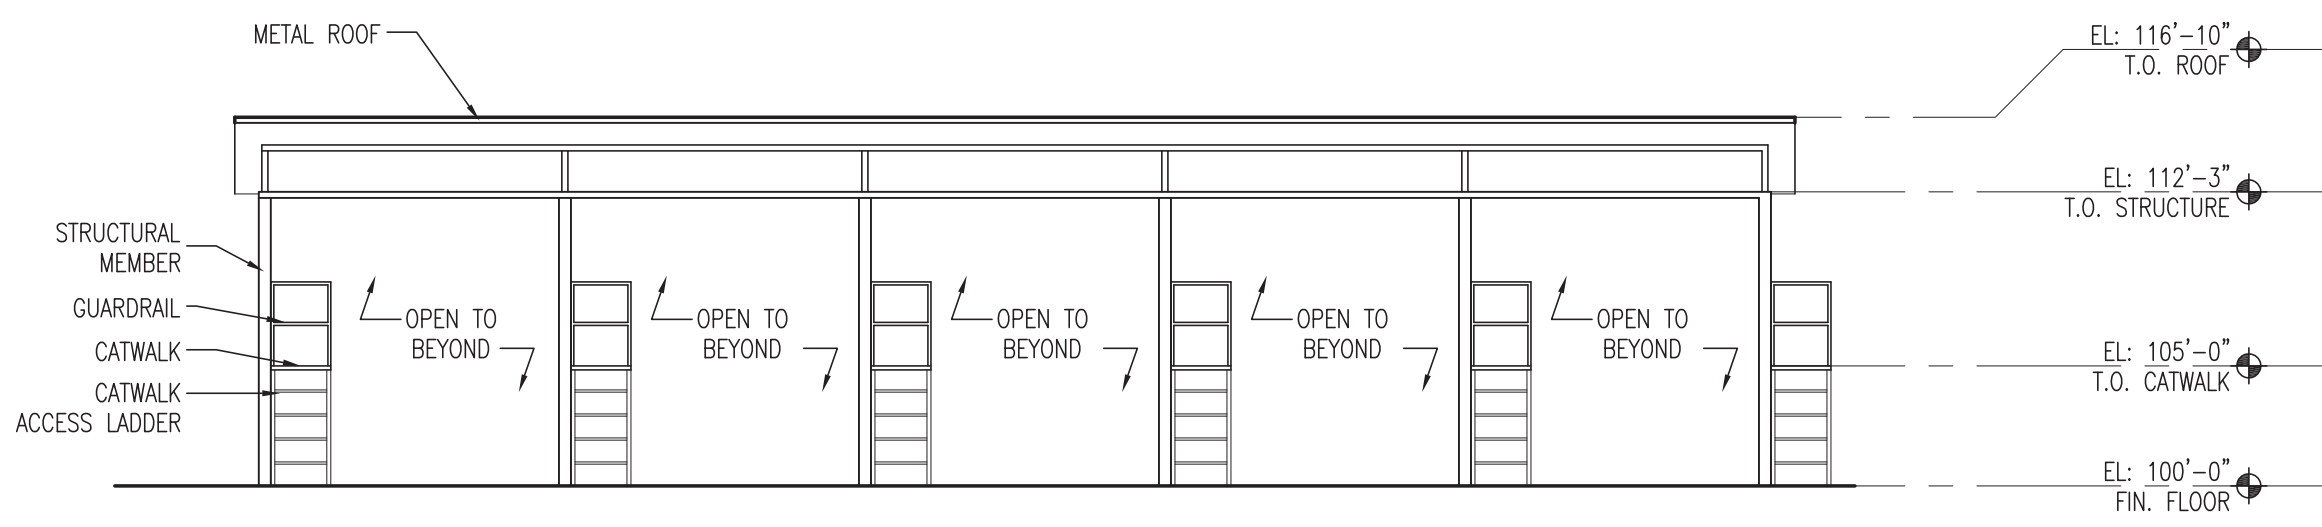 METAL ROOF
EL: 116'-10"
T.O. ROOF
EL: 112'-3"
T.O. STRUCTURE
STRUCTURAL
MEMBER
GUARDRAIL
CATWALK
CATWALK
ACCESS LADDER
OPEN TO
BEYOND
OPEN TO
BEYOND
OPEN TO
BEYOND
OPEN TO
BEYOND
OPEN TO
BEYOND
EL: 105'-0"
T.O. CATWALK
EL: 100'-0"
FIN. FLOOR